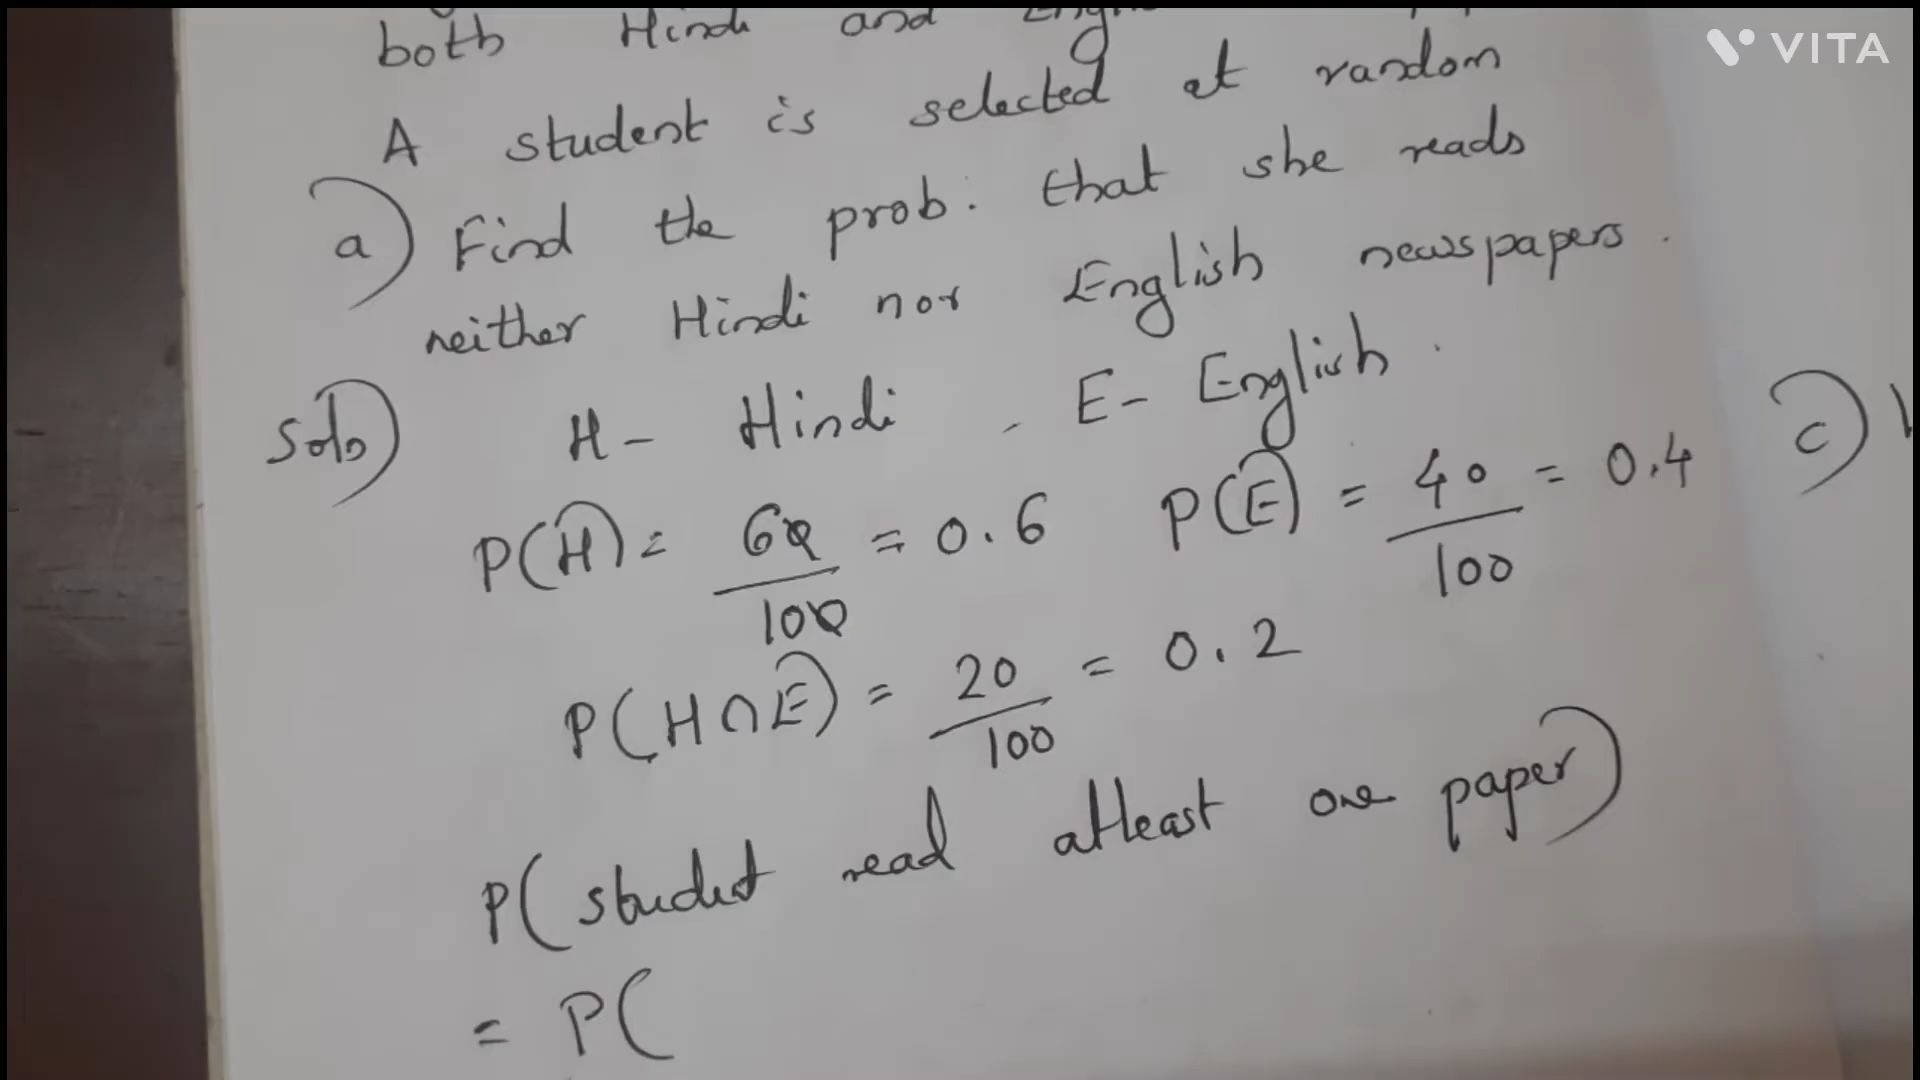 both Hindi and
A student is selected at random
a) Find the prob. that she reads
neither Hindi nor English newspapers.
Soln) H - Hindi , E - English.
P(H) = 60/100 = 0.6 P(E) = 40/100 = 0.4 c)
P(H∩E) = 20/100 = 0.2
P(student read atleast one paper)
= P(
VITA